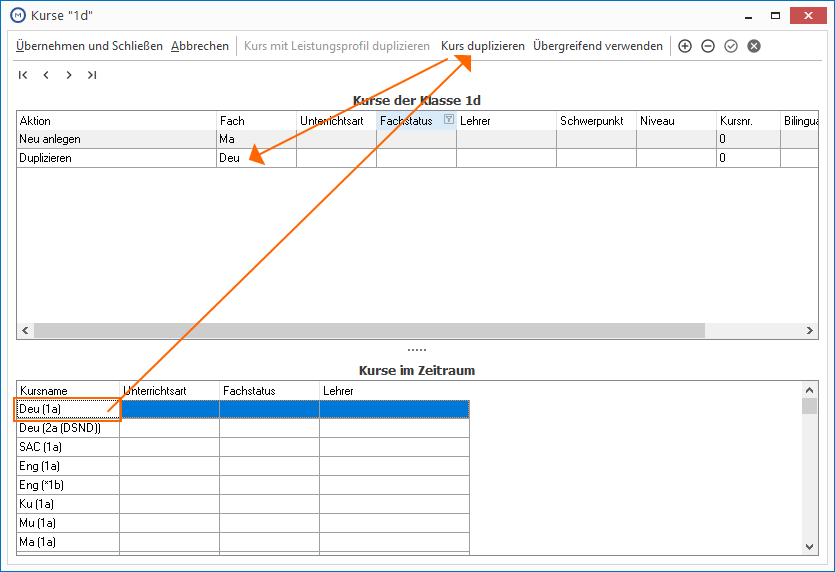 Kurse "1d"
Übernehmen und Schließen Abbrechen Kurs mit Leistungsprofil duplizieren Kurs duplizieren Übergreifend verwenden
Kurse der Klasse 1d
Aktion Fach Unterrichtsart Fachstatus Lehrer Schwerpunkt Niveau Kursnr. Bilingua
Neu anlegen Ma 0
Duplizieren Deu 0
Kurse im Zeitraum
Kursname Unterrichtsart Fachstatus Lehrer
Deu (1a)
Deu (2a (DSND))
SAC (1a)
Eng (1a)
Eng (*1b)
Ku (1a)
Mu (1a)
Ma (1a)